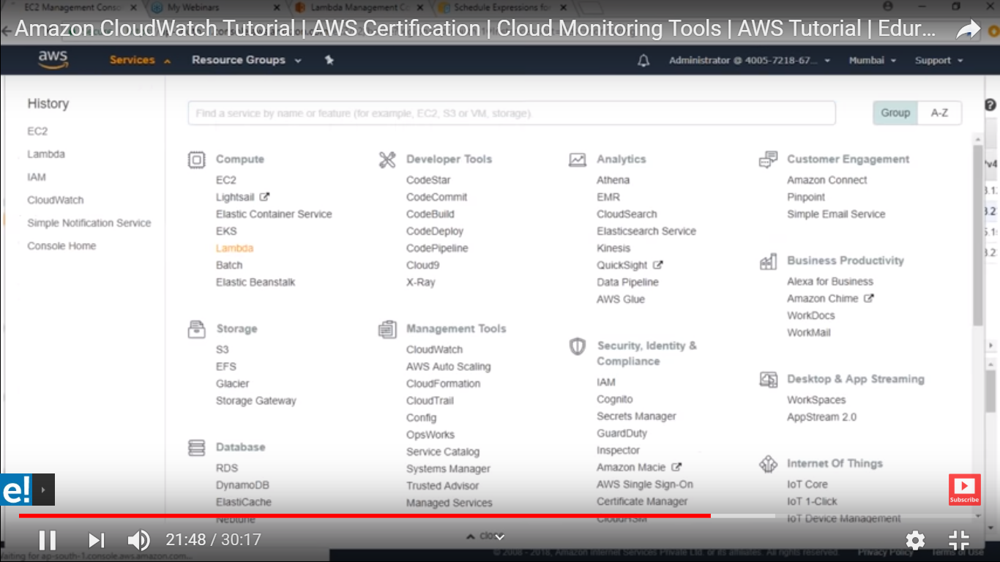 EC2 Management Conso
My Webinars
Lambda Management Co
Schedule Expressions for
Amazon CloudWatch Tutorial | AWS Certification | Cloud Monitoring Tools | AWS Tutorial | Edur...
aws
Services
Resource Groups
Administrator @ 4005-7218-67...
Mumbai
Support
History
EC2
Lambda
IAM
CloudWatch
Simple Notification Service
Console Home
Find a service by name or feature (for example, EC2, S3 or VM, storage).
Group
A-Z
Compute
EC2
Lightsail
Elastic Container Service
EKS
Lambda
Batch
Elastic Beanstalk
Storage
S3
EFS
Glacier
Storage Gateway
Database
RDS
DynamoDB
ElastiCache
Neptune
Developer Tools
CodeStar
CodeCommit
CodeBuild
CodeDeploy
CodePipeline
Cloud9
X-Ray
Management Tools
CloudWatch
AWS Auto Scaling
CloudFormation
CloudTrail
Config
OpsWorks
Service Catalog
Systems Manager
Trusted Advisor
Managed Services
Analytics
Athena
EMR
CloudSearch
Elasticsearch Service
Kinesis
QuickSight
Data Pipeline
AWS Glue
Security, Identity &
Compliance
IAM
Cognito
Secrets Manager
GuardDuty
Inspector
Amazon Macie
AWS Single Sign-On
Certificate Manager
CloudHSM
Customer Engagement
Amazon Connect
Pinpoint
Simple Email Service
Business Productivity
Alexa for Business
Amazon Chime
WorkDocs
WorkMail
Desktop & App Streaming
WorkSpaces
AppStream 2.0
Internet Of Things
IoT Core
IoT 1-Click
IoT Device Management
e!
Subscribe
21:48 / 30:17
© 2008 - 2018, Amazon Internet Services Private Ltd. or its affiliates. All rights reserved.
Privacy Policy
Terms of Use
Waiting for ap-south-1.console.aws.amazon.com...